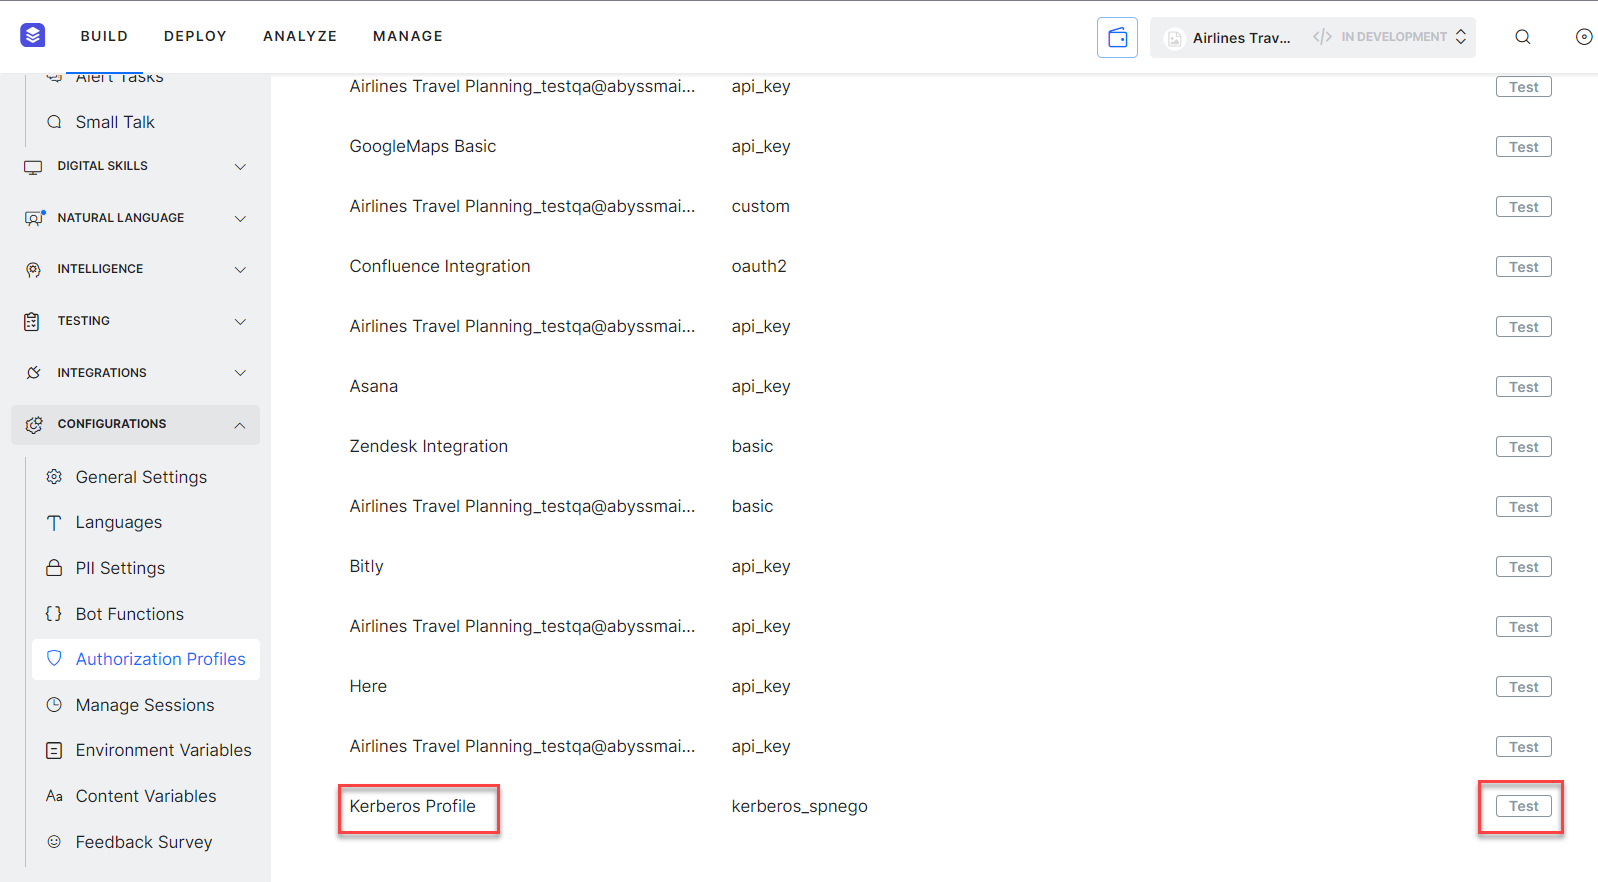 BUILD DEPLOY ANALYZE MANAGE
Airlines Trav... </> IN DEVELOPMENT
Alert Tasks
Small Talk
DIGITAL SKILLS
NATURAL LANGUAGE
INTELLIGENCE
TESTING
INTEGRATIONS
CONFIGURATIONS
General Settings
Languages
PII Settings
Bot Functions
Authorization Profiles
Manage Sessions
Environment Variables
Aa Content Variables
Feedback Survey
Airlines Travel Planning_testqa@abyssmai... api_key Test
GoogleMaps Basic api_key Test
Airlines Travel Planning_testqa@abyssmai... custom Test
Confluence Integration oauth2 Test
Airlines Travel Planning_testqa@abyssmai... api_key Test
Asana api_key Test
Zendesk Integration basic Test
Airlines Travel Planning_testqa@abyssmai... basic Test
Bitly api_key Test
Airlines Travel Planning_testqa@abyssmai... api_key Test
Here api_key Test
Airlines Travel Planning_testqa@abyssmai... api_key Test
Kerberos Profile kerberos_spnego Test